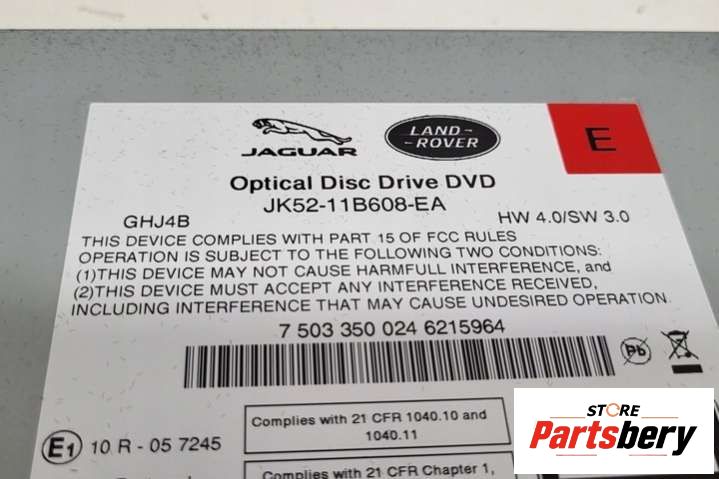 JAGUAR
LAND
ROVER
E
Optical Disc Drive DVD
JK52-11B608-EA
GHJ4B
HW 4.0/SW 3.0
THIS DEVICE COMPLIES WITH PART 15 OF FCC RULES
OPERATION IS SUBJECT TO THE FOLLOWING TWO CONDITIONS:
(1)THIS DEVICE MAY NOT CAUSE HARMFULL INTERFERENCE, and
(2)THIS DEVICE MUST ACCEPT ANY INTERFERENCE RECEIVED,
INCLUDING INTERFERENCE THAT MAY CAUSE UNDESIRED OPERATION.
7 503 350 024 6215964
Pb
E1 10 R - 05 7245
Complies with 21 CFR 1040.10 and
1040.11
Complies with 21 CFR Chapter 1,
STORE
Partsbery